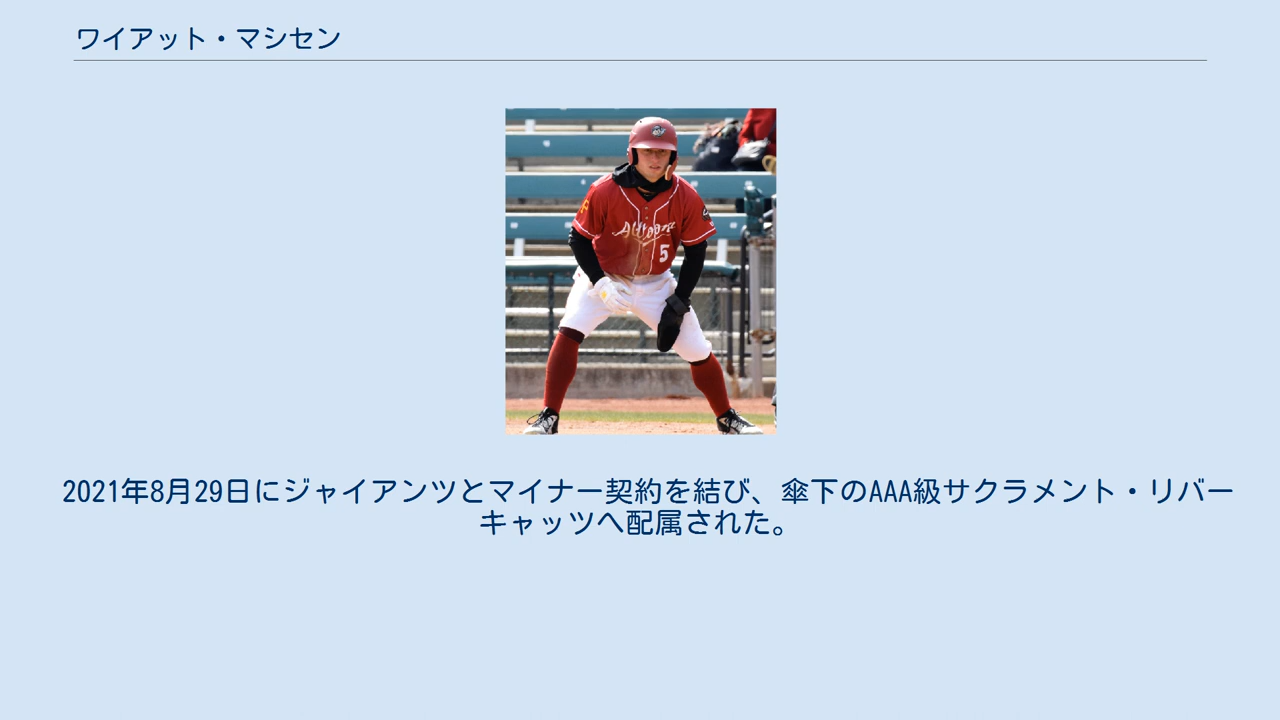 ワイアット・マシセン
Altoona
5
2021年8月29日にジャイアンツとマイナー契約を結び、傘下のAAA級サクラメント・リバー
キャッツへ配属された。